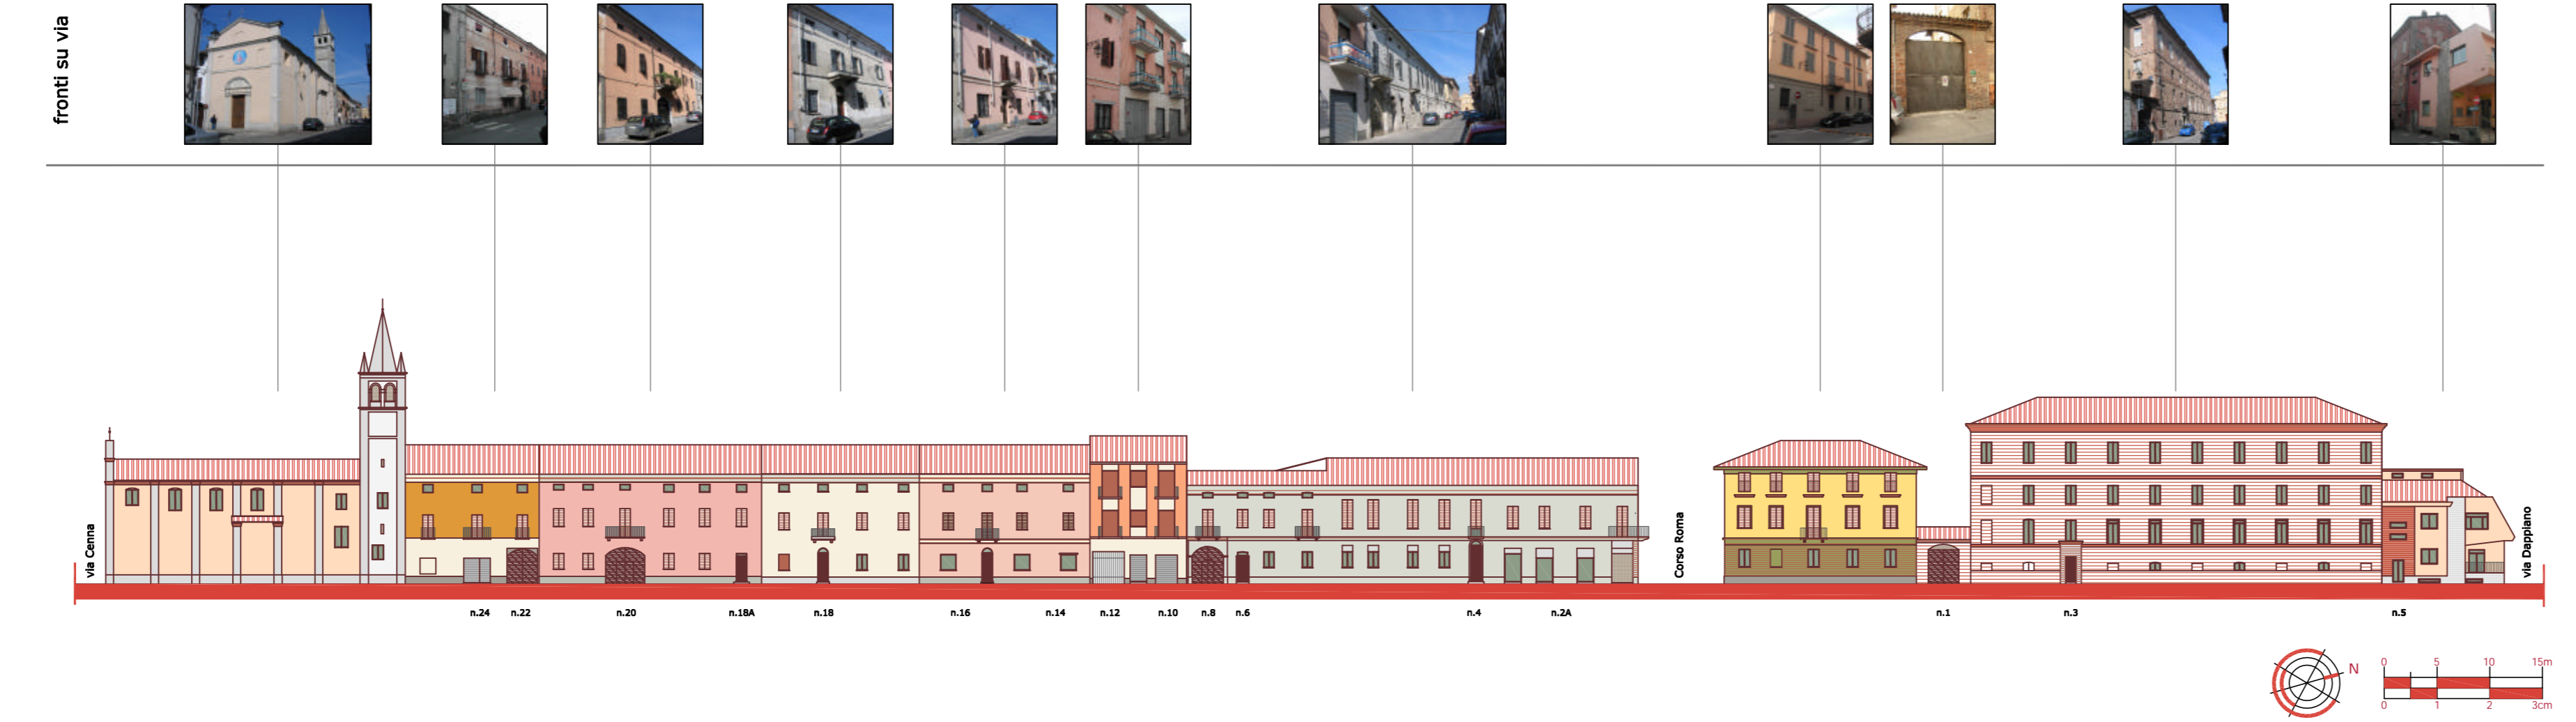 fronti su via
via Cenna
Corso Roma
via Dappiano
n.24 n.22 n.20 n.18A n.18 n.16 n.14 n.12 n.10 n.8 n.6 n.4 n.2A n.1 n.3 n.5
N
0 5 10 15m
0 1 2 3cm